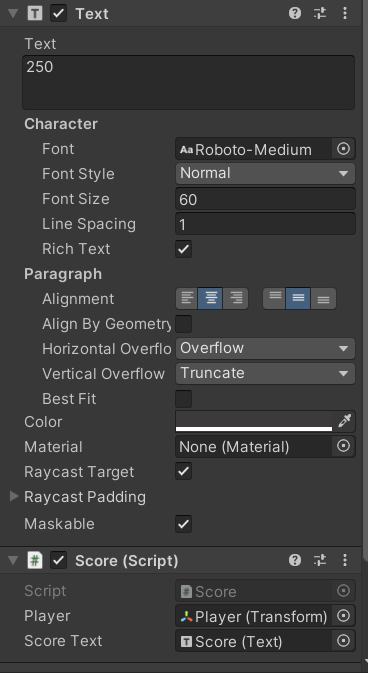 Text
Text
250
Character
Font Aa Roboto-Medium
Font Style Normal
Font Size 60
Line Spacing 1
Rich Text
Paragraph
Alignment
Align By Geometry
Horizontal Overflo Overflow
Vertical Overflow Truncate
Best Fit
Color
Material None (Material)
Raycast Target
Raycast Padding
Maskable
# Score (Script)
Script # Score
Player Player (Transform)
Score Text T Score (Text)